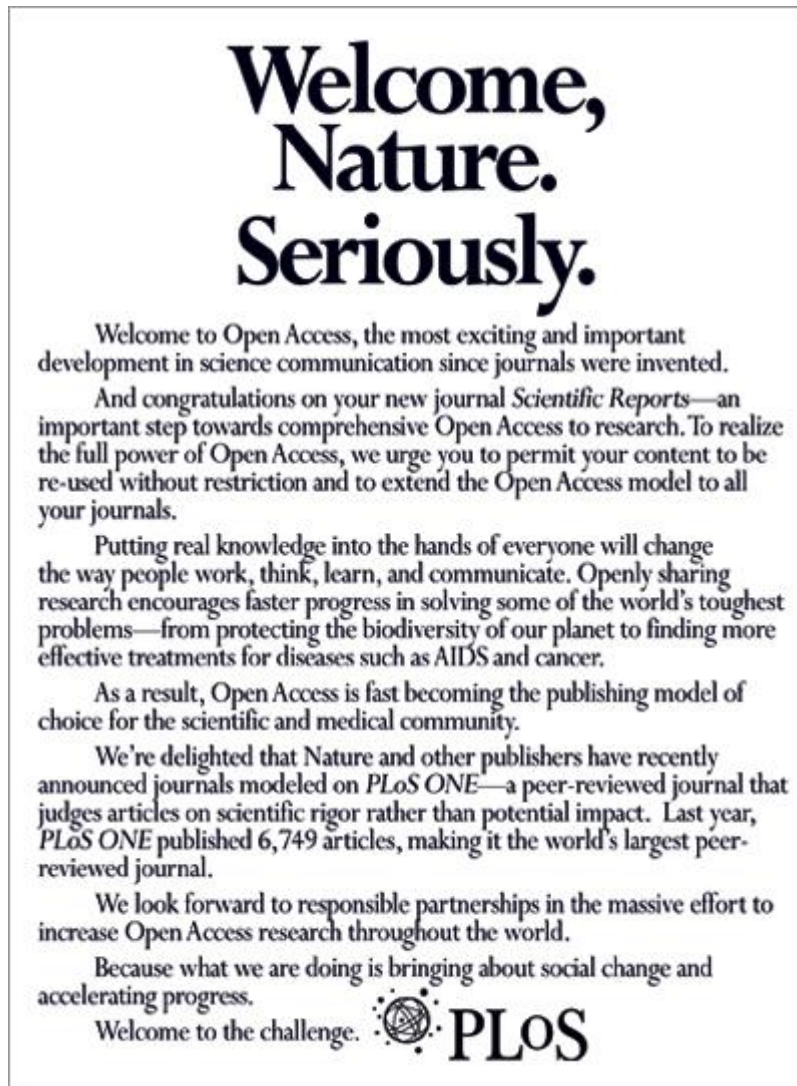 Welcome,
Nature.
Seriously.
Welcome to Open Access, the most exciting and important
development in science communication since journals were invented.
And congratulations on your new journal Scientific Reports—an
important step towards comprehensive Open Access to research. To realize
the full power of Open Access, we urge you to permit your content to be
re-used without restriction and to extend the Open Access model to all
your journals.
Putting real knowledge into the hands of everyone will change
the way people work, think, learn, and communicate. Openly sharing
research encourages faster progress in solving some of the world's toughest
problems—from protecting the biodiversity of our planet to finding more
effective treatments for diseases such as AIDS and cancer.
As a result, Open Access is fast becoming the publishing model of
choice for the scientific and medical community.
We're delighted that Nature and other publishers have recently
announced journals modeled on PLoS ONE—a peer-reviewed journal that
judges articles on scientific rigor rather than potential impact. Last year,
PLoS ONE published 6,749 articles, making it the world's largest peer-
reviewed journal.
We look forward to responsible partnerships in the massive effort to
increase Open Access research throughout the world.
Because what we are doing is bringing about social change and
accelerating progress.
Welcome to the challenge. PLoS